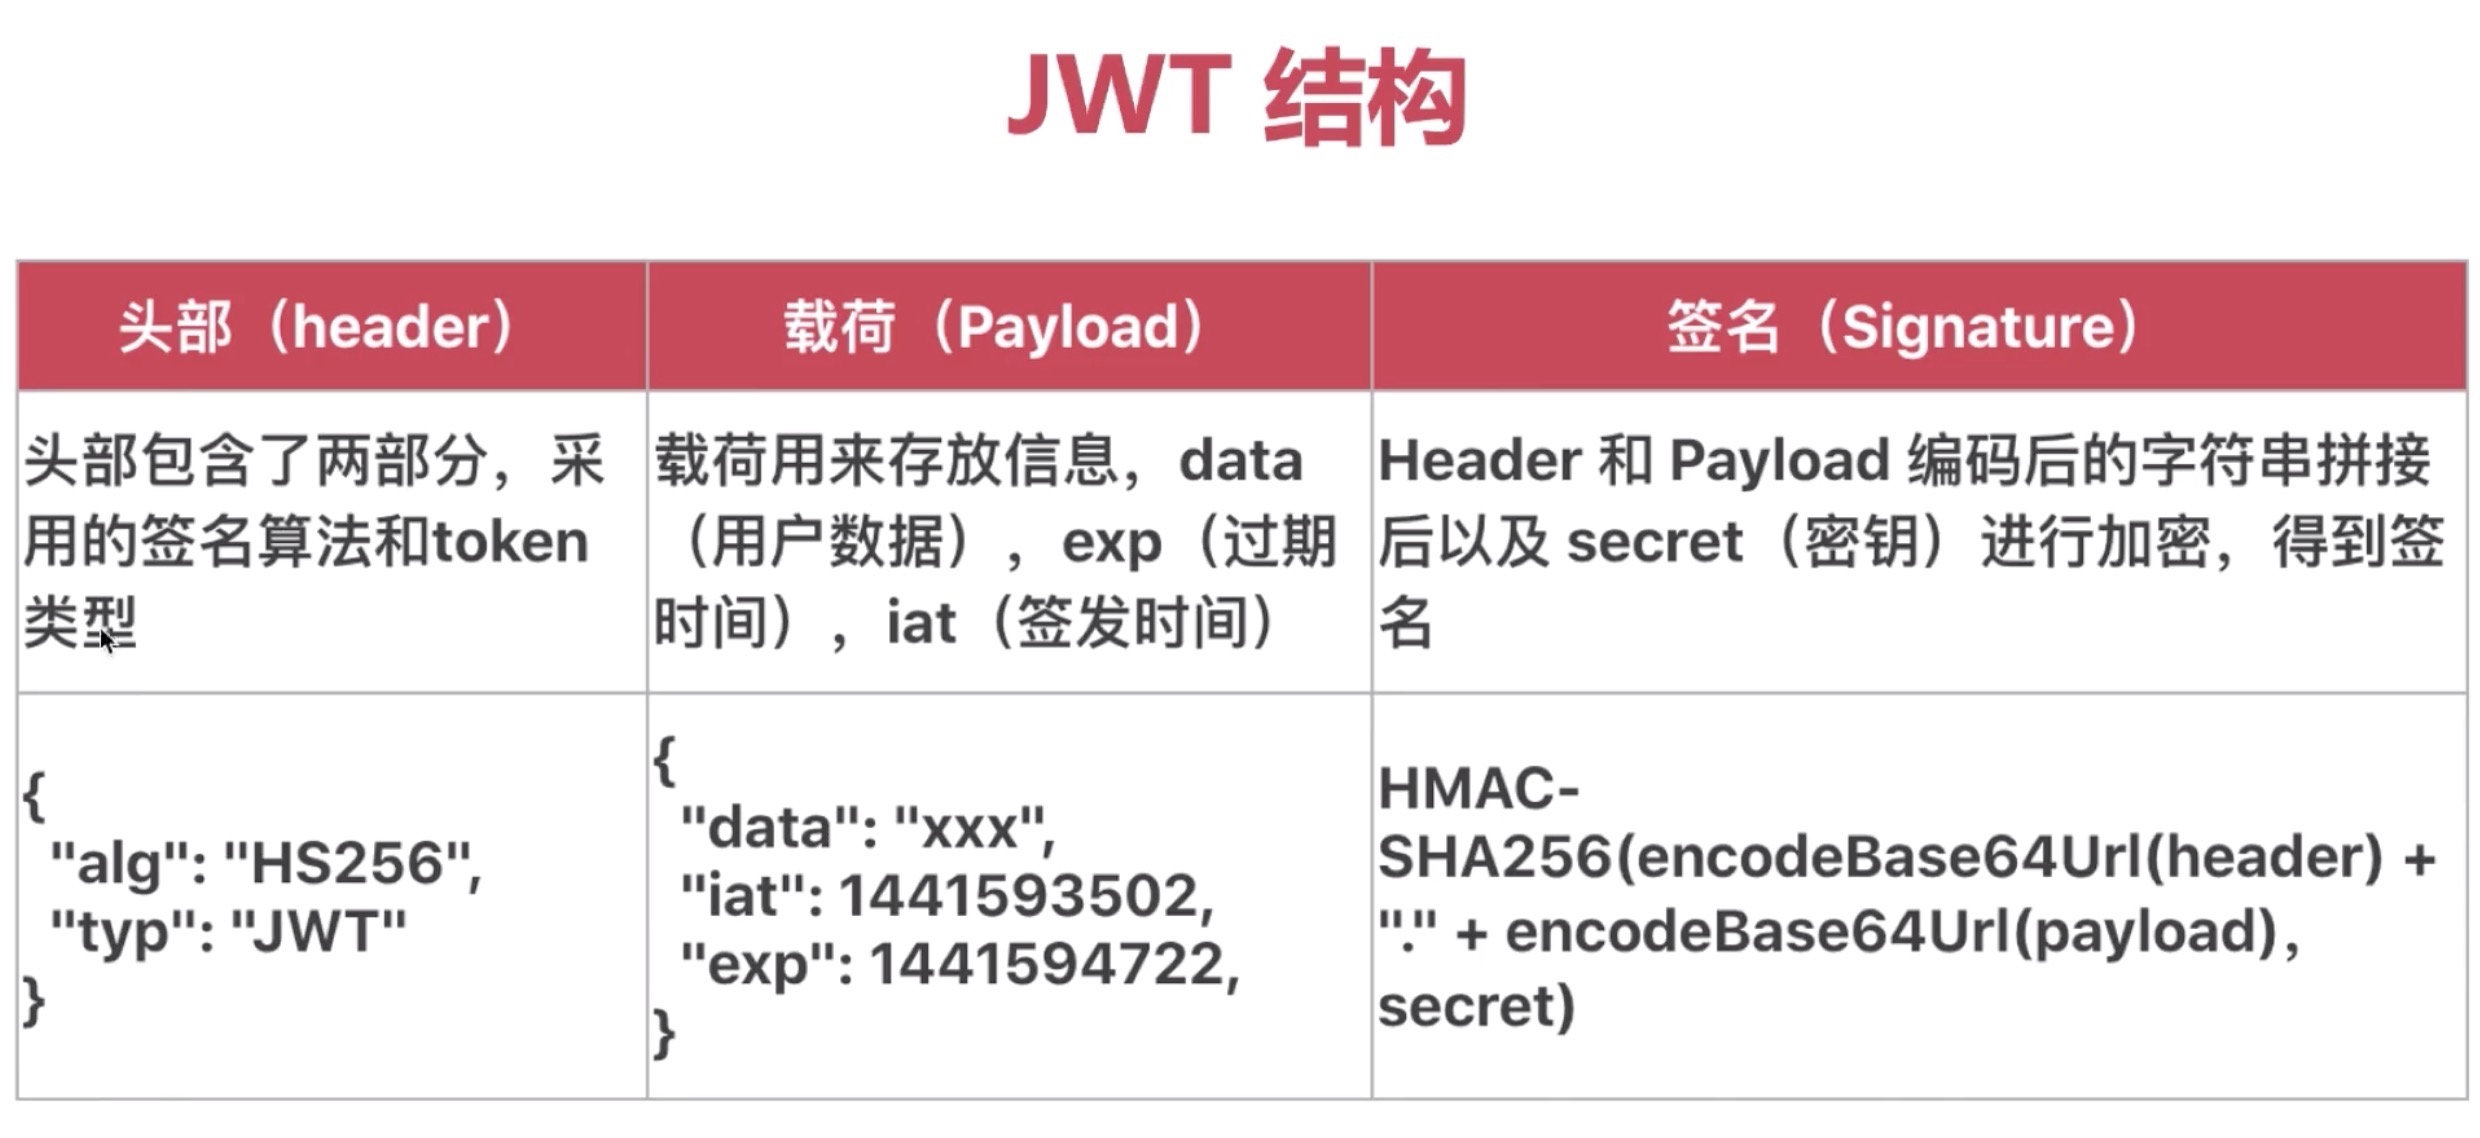 JWT 结构
头部（header）
载荷（Payload）
签名（Signature）
头部包含了两部分，采
用的签名算法和token
类型
载荷用来存放信息，data
（用户数据），exp（过期
时间），iat（签发时间）
Header 和 Payload 编码后的字符串拼接
后以及 secret（密钥）进行加密，得到签
名
{
"alg": "HS256",
"typ": "JWT"
}
{
"data": "xxx",
"iat": 1441593502,
"exp": 1441594722,
}
HMAC-
SHA256(encodeBase64Url(header) +
"." + encodeBase64Url(payload),
secret)